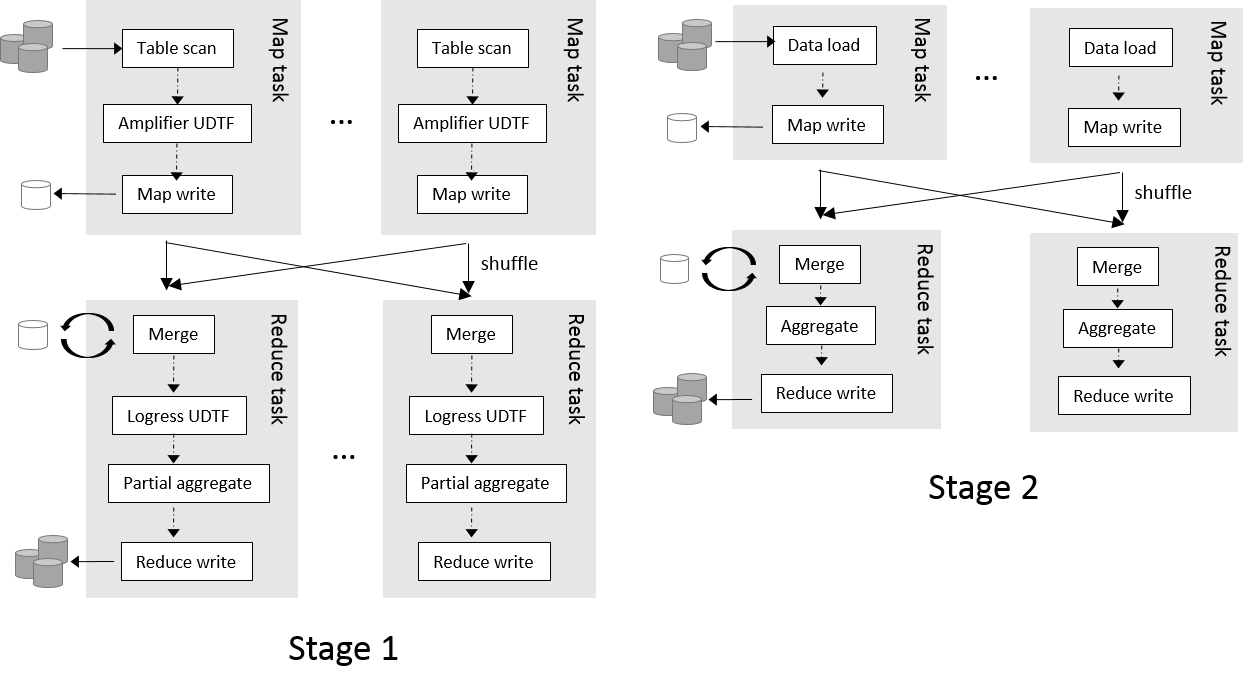 Table scan
Amplifier UDTF
Map write
Map task
...
Table scan
Amplifier UDTF
Map write
Map task
shuffle
Merge
Logress UDTF
Partial aggregate
Reduce write
Reduce task
...
Merge
Logress UDTF
Partial aggregate
Reduce write
Reduce task
Stage 1
Data load
Map write
Map task
...
Data load
Map write
Map task
shuffle
Merge
Aggregate
Reduce write
Reduce task
Merge
Aggregate
Reduce write
Reduce task
Stage 2